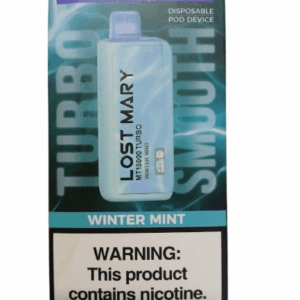 DISPOSABLE
POD DEVICE
TURBO
LOST MARY
MT15000 TURBO
WINTER MINT
SMOOTH
WINTER MINT
WARNING:
This product
contains nicotine.